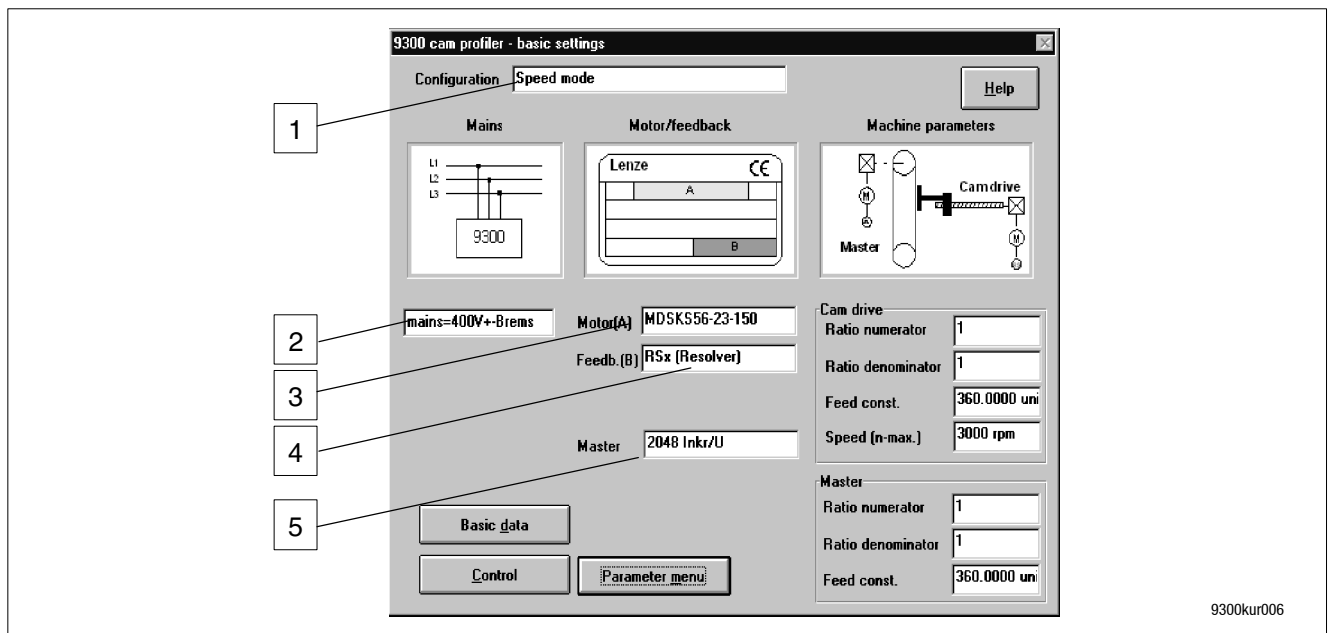 9300 cam profiler - basic settings
Configuration Speed mode
Help
1
Mains
Motor/feedback
Machine parameters
L1
L2
L3
9300
Lenze CE
A
B
M
Master
Cam drive
M
2
mains=400V+-Brems
3
Motor(A) MDSKS56-23-150
4
Feedb.(B) RSx (Resolver)
5
Master 2048 Inkr/U
Cam drive
Ratio numerator 1
Ratio denominator 1
Feed const. 360.0000 uni
Speed (n-max.) 3000 rpm
Master
Ratio numerator 1
Ratio denominator 1
Feed const. 360.0000 uni
Basic data
Control
Parameter menu
9300kur006